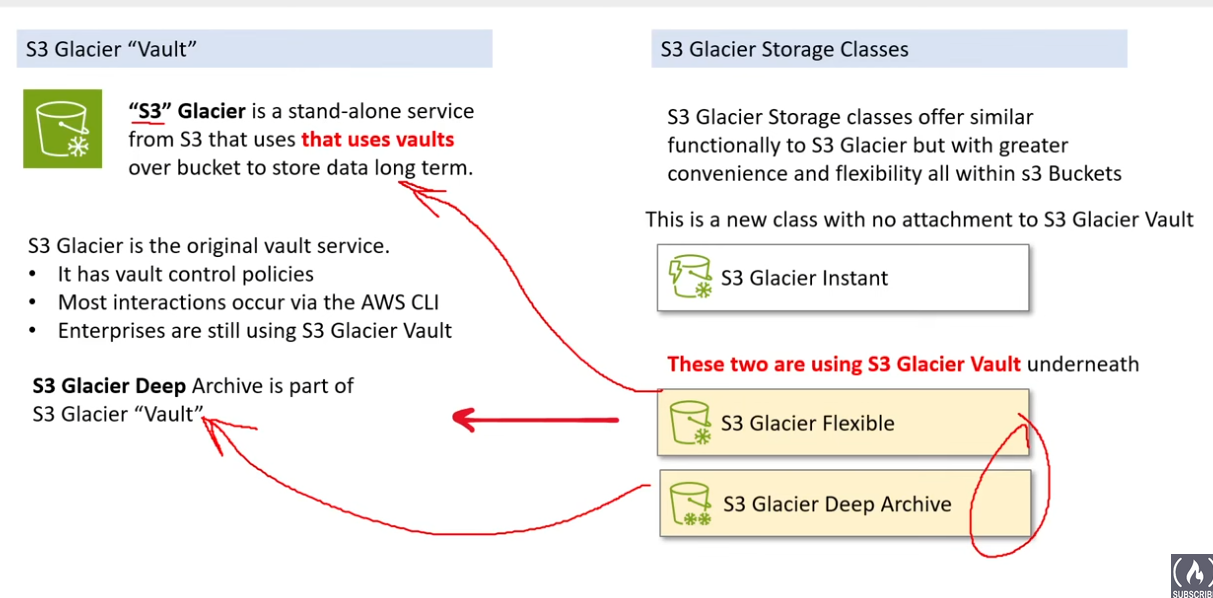 S3 Glacier “Vault”
“S3” Glacier is a stand-alone service
from S3 that uses that uses vaults
over bucket to store data long term.
S3 Glacier is the original vault service.
• It has vault control policies
• Most interactions occur via the AWS CLI
• Enterprises are still using S3 Glacier Vault
S3 Glacier Deep Archive is part of
S3 Glacier “Vault”
S3 Glacier Storage Classes
S3 Glacier Storage classes offer similar
functionally to S3 Glacier but with greater
convenience and flexibility all within s3 Buckets
This is a new class with no attachment to S3 Glacier Vault
S3 Glacier Instant
These two are using S3 Glacier Vault underneath
S3 Glacier Flexible
S3 Glacier Deep Archive